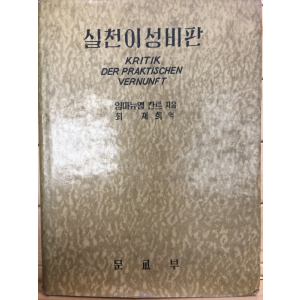 실천이성비판
KRITIK
DER PRAKTISCHEN
VERNUNFT
임마뉴엘 칸트 지음
최 재 희 역
문교부